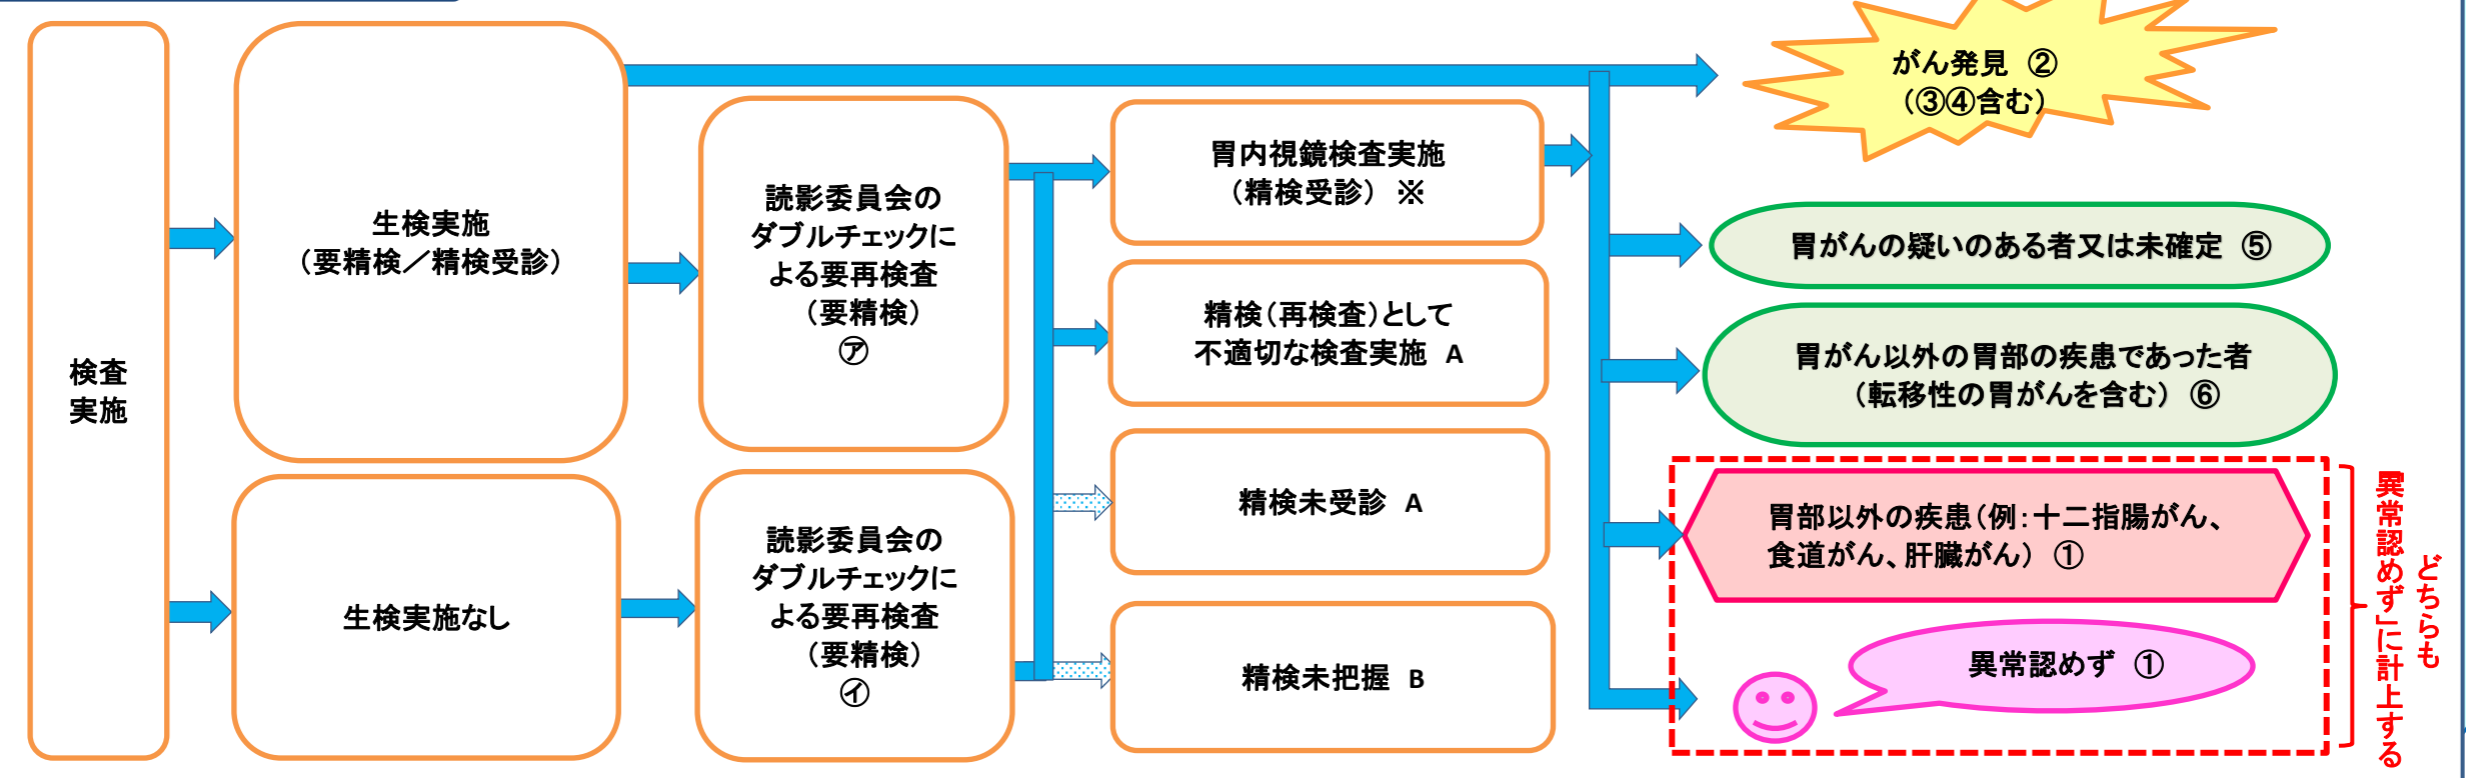 検査
実施
生検実施
（要精検／精検受診）
生検実施なし
読影委員会の
ダブルチェックに
よる要再検査
（要精検）
㋐
読影委員会の
ダブルチェックに
よる要再検査
（要精検）
㋑
胃内視鏡検査実施
（精検受診） ※
精検（再検査）として
不適切な検査実施 A
精検未受診 A
精検未把握 B
がん発見 ②
（③④含む）
胃がんの疑いのある者又は未確定 ⑤
胃がん以外の胃部の疾患であった者
（転移性の胃がんを含む） ⑥
胃部以外の疾患（例：十二指腸がん、
食道がん、肝臓がん） ①
異常認めず ①
どちらも
異常認めず」に計上する